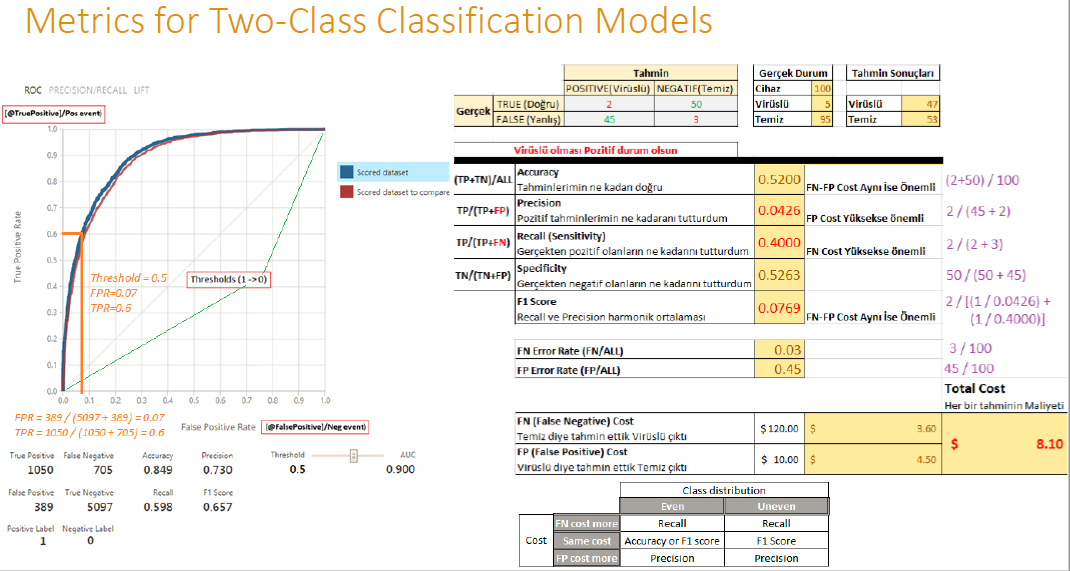 Metrics for Two-Class Classification Models
ROC PRECISION/RECALL LIFT
[@TruePositive]/Pos event)
1.0
0.9
0.8
0.7
0.6
0.5
0.4
0.3
0.2
0.1
0.0
True Positive Rate
0.0 0.1 0.2 0.3 0.4 0.5 0.6 0.7 0.8 0.9 1.0
Scored dataset
Scored dataset to compare
Threshold = 0.5
FPR=0.07
TPR=0.6
Thresholds (1 ->0)
FPR = 389 / (5097 + 389) = 0.07
TPR = 1050 / (1050 + 705) = 0.6
False Positive Rate [@FalsePositive]/Neg event)
True Positive False Negative Accuracy Precision Threshold AUC
1050 705 0.849 0.730 0.5 0.900
False Positive True Negative Recall F1 Score
389 5097 0.598 0.657
Positive Label Negative Label
1 0
Tahmin
POSITIVE(Virüslü) NEGATIF(Temiz)
Gerçek
TRUE (Doğru) 2 50
FALSE (Yanlış) 45 3
Gerçek Durum
Cihaz 100
Virüslü 5
Temiz 95
Tahmin Sonuçları
Virüslü 47
Temiz 53
Virüslü olması Pozitif durum olsun
(TP+TN)/ALL Accuracy 0.5200 (2+50) / 100
Tahminlerimin ne kadarı doğru FN-FP Cost Aynı İse Önemli
TP/(TP+FP) Precision 0.0426 2 / (45 + 2)
Pozitif tahminlerimin ne kadaranı tutturdum FP Cost Yüksekse önemli
TP/(TP+FN) Recall (Sensitivity) 0.4000 2 / (2 + 3)
Gerçekten pozitif olanların ne kadarını tutturdum FN Cost Yüksekse önemli
TN/(TN+FP) Specificity 0.5263 50 / (50 + 45)
Gerçekten negatif olanların ne kadarını tutturdum
F1 Score 0.0769 2 / [(1 / 0.0426) +
Recall ve Precision harmonik ortalaması FN-FP Cost Aynı İse Önemli (1 / 0.4000)]
FN Error Rate (FN/ALL) 0.03 3 / 100
FP Error Rate (FP/ALL) 0.45 45 / 100
Total Cost
Her bir tahminin Maliyeti
FN (False Negative) Cost $120.00 $ 3.60
Temiz diye tahmin ettik Virüslü çıktı
$ 8.10
FP (False Positive) Cost $ 10.00 $ 4.50
Virüslü diye tahmin ettik Temiz çıktı
Class distribution
Even Uneven
Cost
FN cost more Recall Recall
Same cost Accuracy or F1 score F1 Score
FP cost more Precision Precision